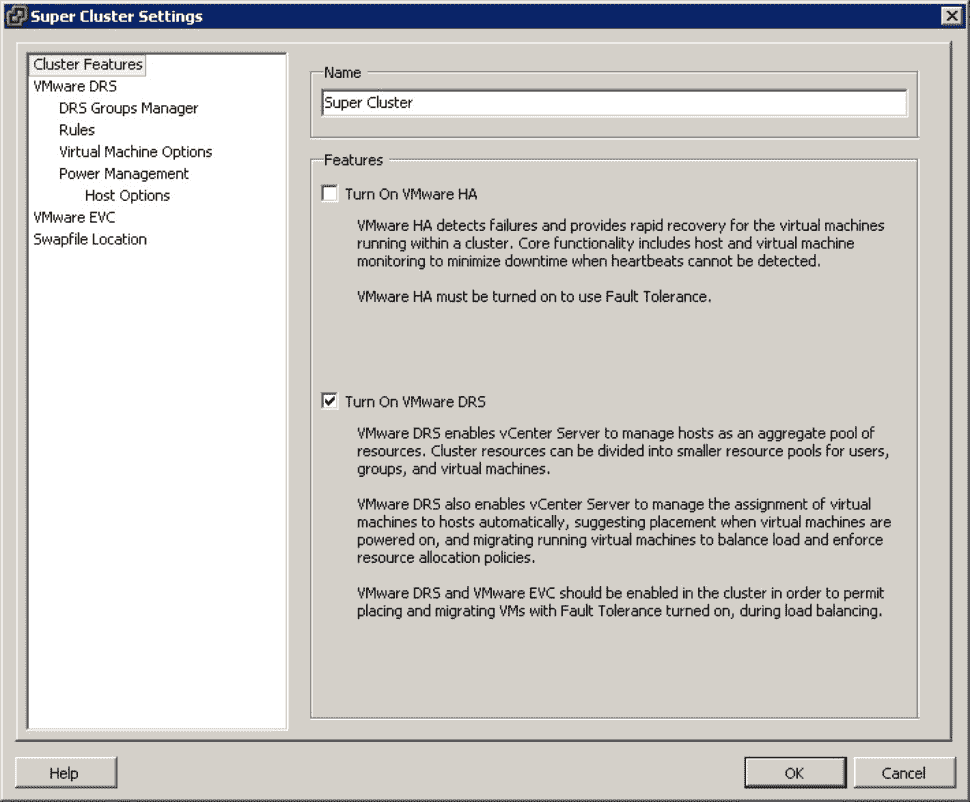 Super Cluster Settings
Cluster Features
VMware DRS
DRS Groups Manager
Rules
Virtual Machine Options
Power Management
Host Options
VMware EVC
Swapfile Location
Name
Super Cluster
Features
Turn On VMware HA
VMware HA detects failures and provides rapid recovery for the virtual machines
running within a cluster. Core functionality includes host and virtual machine
monitoring to minimize downtime when heartbeats cannot be detected.
VMware HA must be turned on to use Fault Tolerance.
Turn On VMware DRS
VMware DRS enables vCenter Server to manage hosts as an aggregate pool of
resources. Cluster resources can be divided into smaller resource pools for users,
groups, and virtual machines.
VMware DRS also enables vCenter Server to manage the assignment of virtual
machines to hosts automatically, suggesting placement when virtual machines are
powered on, and migrating running virtual machines to balance load and enforce
resource allocation policies.
VMware DRS and VMware EVC should be enabled in the cluster in order to permit
placing and migrating VMs with Fault Tolerance turned on, during load balancing.
Help
OK
Cancel